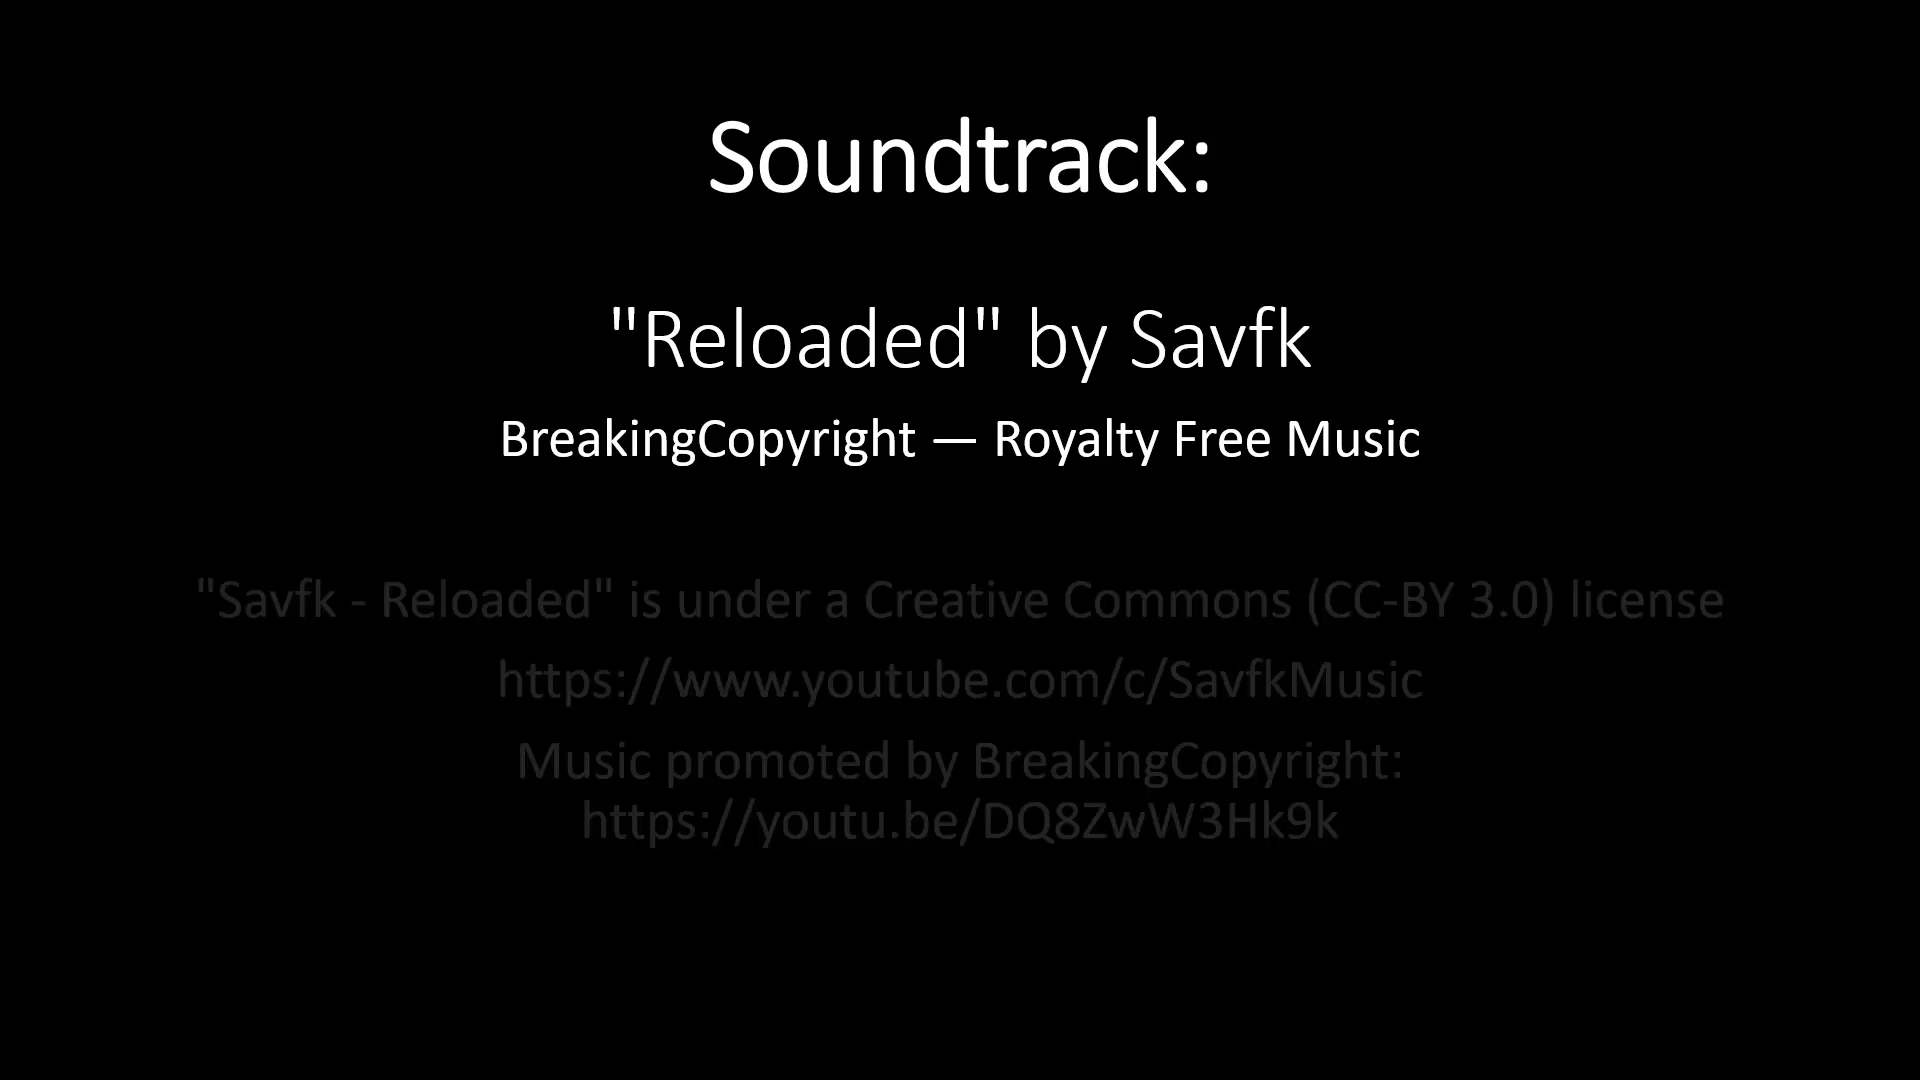 Soundtrack:
"Reloaded" by Savfk
BreakingCopyright — Royalty Free Music
"Savfk - Reloaded" is under a Creative Commons (CC-BY 3.0) license
https://www.youtube.com/c/SavfkMusic
Music promoted by BreakingCopyright:
https://youtu.be/DQ8ZwW3Hk9k